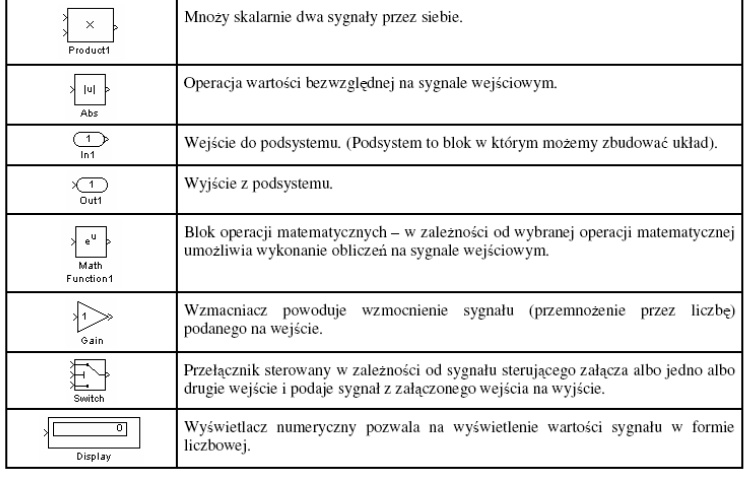 ×
Product1
Mnoży skalarnie dwa sygnały przez siebie.
|u|
Abs
Operacja wartości bezwzględnej na sygnale wejściowym.
1
In1
Wejście do podsystemu. (Podsystem to blok w którym możemy zbudować układ).
1
Out1
Wyjście z podsystemu.
e^u
Math
Function1
Blok operacji matematycznych – w zależności od wybranej operacji matematycznej
umożliwia wykonanie obliczeń na sygnale wejściowym.
1
Gain
Wzmacniacz powoduje wzmocnienie sygnału (przemnożenie przez liczbę)
podanego na wejście.
Switch
Przełącznik sterowany w zależności od sygnału sterującego załącza albo jedno albo
drugie wejście i podaje sygnał z załączonego wejścia na wyjście.
0
Display
Wyświetlacz numeryczny pozwala na wyświetlenie wartości sygnału w formie
liczbowej.